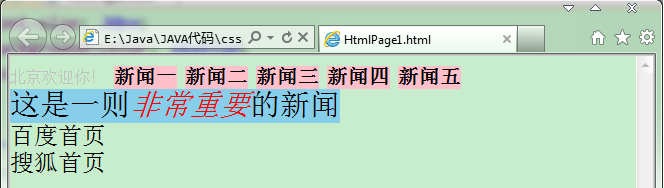 E:\Java\JAVA代码\css
HtmlPage1.html
北京欢迎你! 新闻一 新闻二 新闻三 新闻四 新闻五
这是一则非常重要的新闻
百度首页
搜狐首页